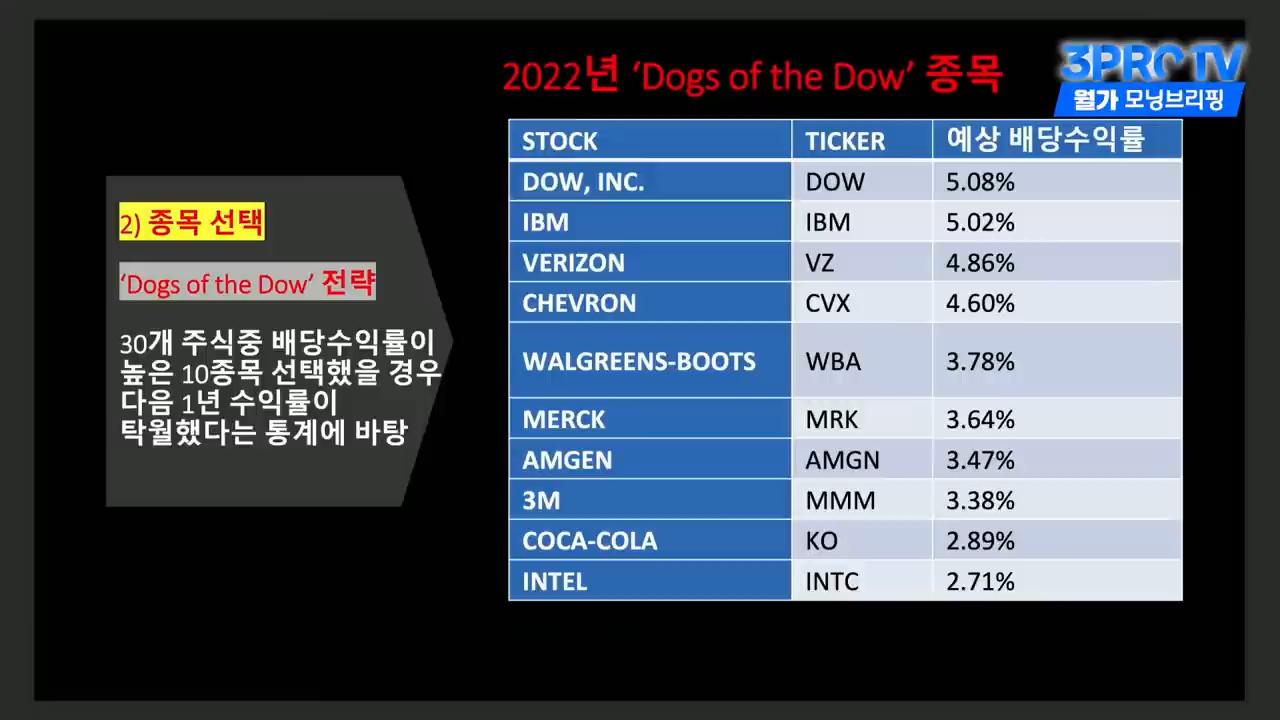 2022년 ‘Dogs of the Dow’ 종목
3PRO TV
월가 모닝브리핑
2) 종목 선택
‘Dogs of the Dow’ 전략
30개 주식중 배당수익률이
높은 10종목 선택했을 경우
다음 1년 수익률이
탁월했다는 통계에 바탕
STOCK TICKER 예상 배당수익률
DOW, INC. DOW 5.08%
IBM IBM 5.02%
VERIZON VZ 4.86%
CHEVRON CVX 4.60%
WALGREENS-BOOTS WBA 3.78%
MERCK MRK 3.64%
AMGEN AMGN 3.47%
3M MMM 3.38%
COCA-COLA KO 2.89%
INTEL INTC 2.71%